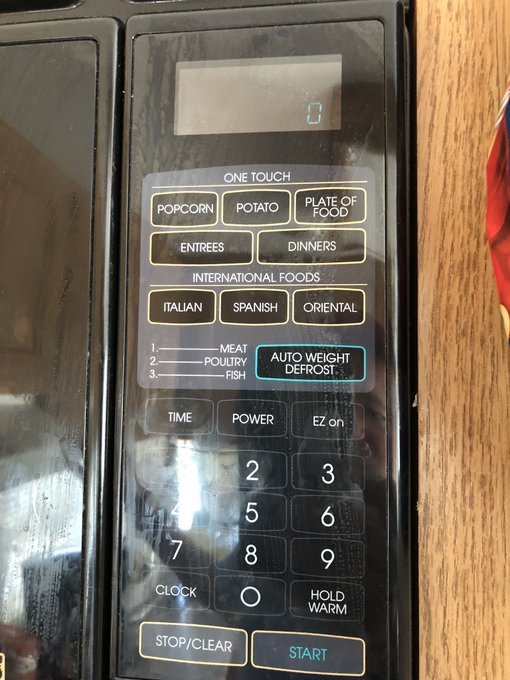 0
ONE TOUCH
POPCORN POTATO PLATE OF FOOD
ENTREES DINNERS
INTERNATIONAL FOODS
ITALIAN SPANISH ORIENTAL
1. MEAT
2. POULTRY
3. FISH
AUTO WEIGHT
DEFROST
TIME POWER EZ on
2 3
4 5 6
7 8 9
CLOCK 0 HOLD WARM
STOP/CLEAR START